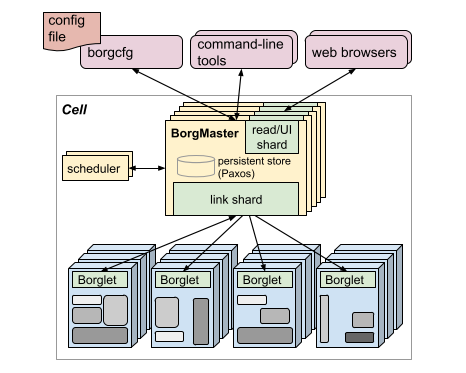 config
file
borgcfg
command-line
tools
web browsers
Cell
BorgMaster
read/UI
shard
persistent store
(Paxos)
scheduler
link shard
Borglet
Borglet
Borglet
Borglet